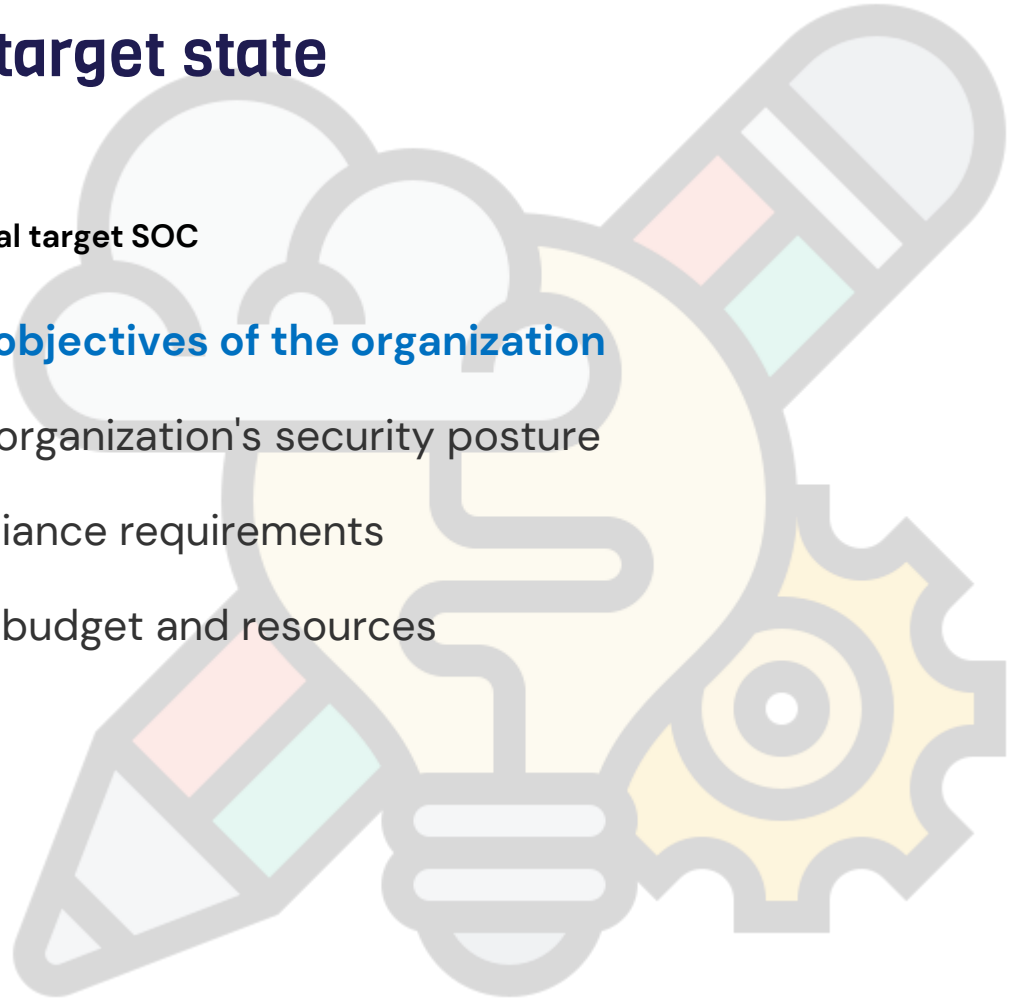 target state
al target SOC
objectives of the organization
organization's security posture
iance requirements
budget and resources